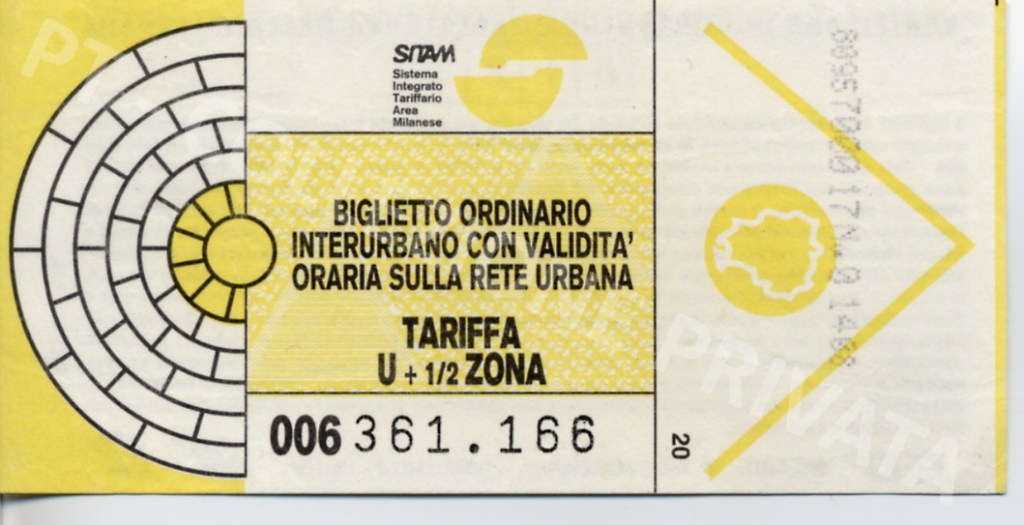 SITAM
Sistema
Integrato
Tariffario
Area
Milanese
BIGLIETTO ORDINARIO
INTERURBANO CON VALIDITA'
ORARIA SULLA RETE URBANA
TARIFFA
U + 1/2 ZONA
006 361.166
20
PRIVATA